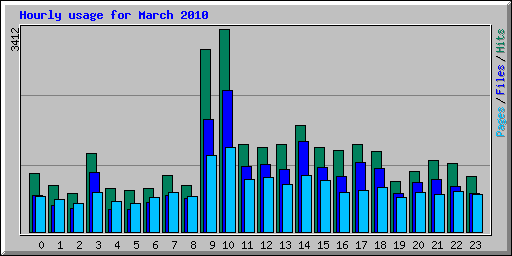 Hourly usage for March 2010
3412
Pages / Files / Hits
0 1 2 3 4 5 6 7 8 9 10 11 12 13 14 15 16 17 18 19 20 21 22 23